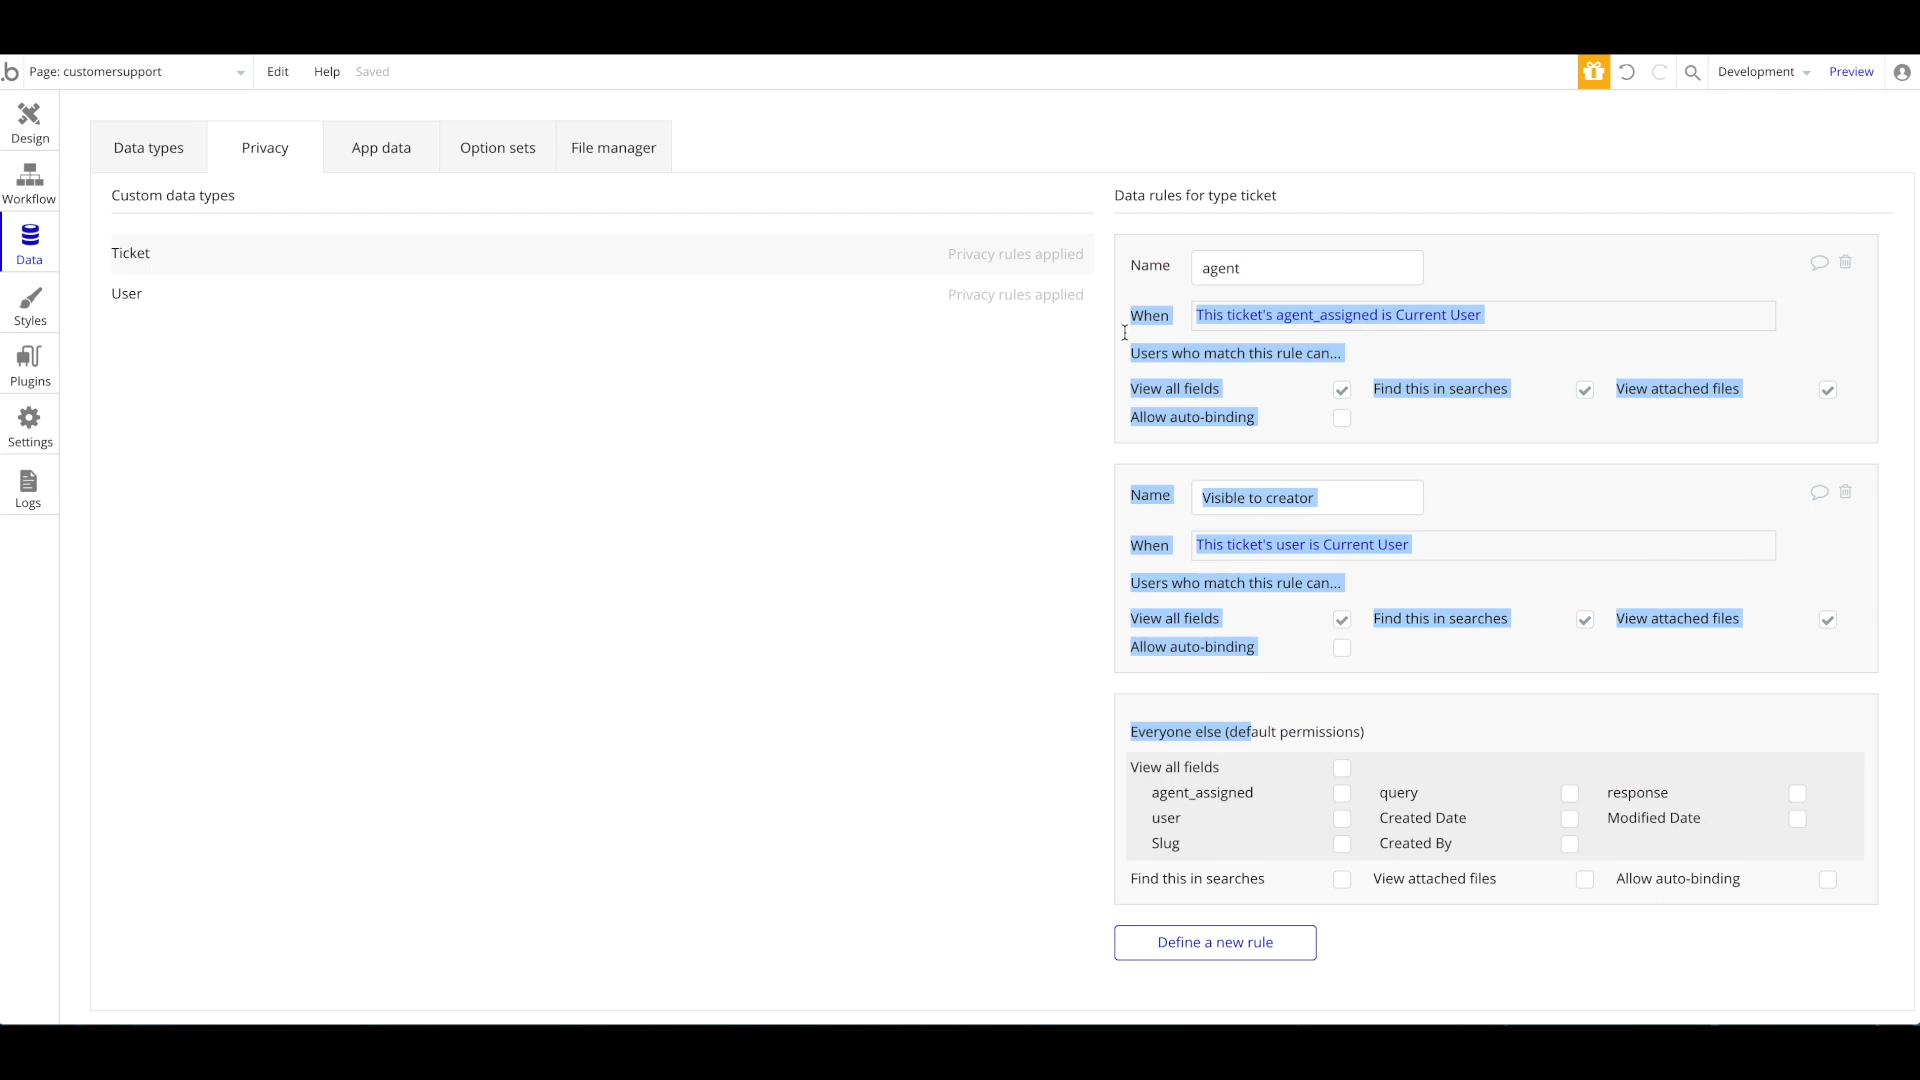 .b Page: customersupport Edit Help Saved Development Preview
Design
Workflow
Data
Styles
Plugins
Settings
Logs
Data types Privacy App data Option sets File manager
Custom data types
Ticket Privacy rules applied
User Privacy rules applied
Data rules for type ticket
Name agent
When This ticket's agent_assigned is Current User
Users who match this rule can...
View all fields Find this in searches View attached files
Allow auto-binding
Name Visible to creator
When This ticket's user is Current User
Users who match this rule can...
View all fields Find this in searches View attached files
Allow auto-binding
Everyone else (default permissions)
View all fields
agent_assigned query response
user Created Date Modified Date
Slug Created By
Find this in searches View attached files Allow auto-binding
Define a new rule